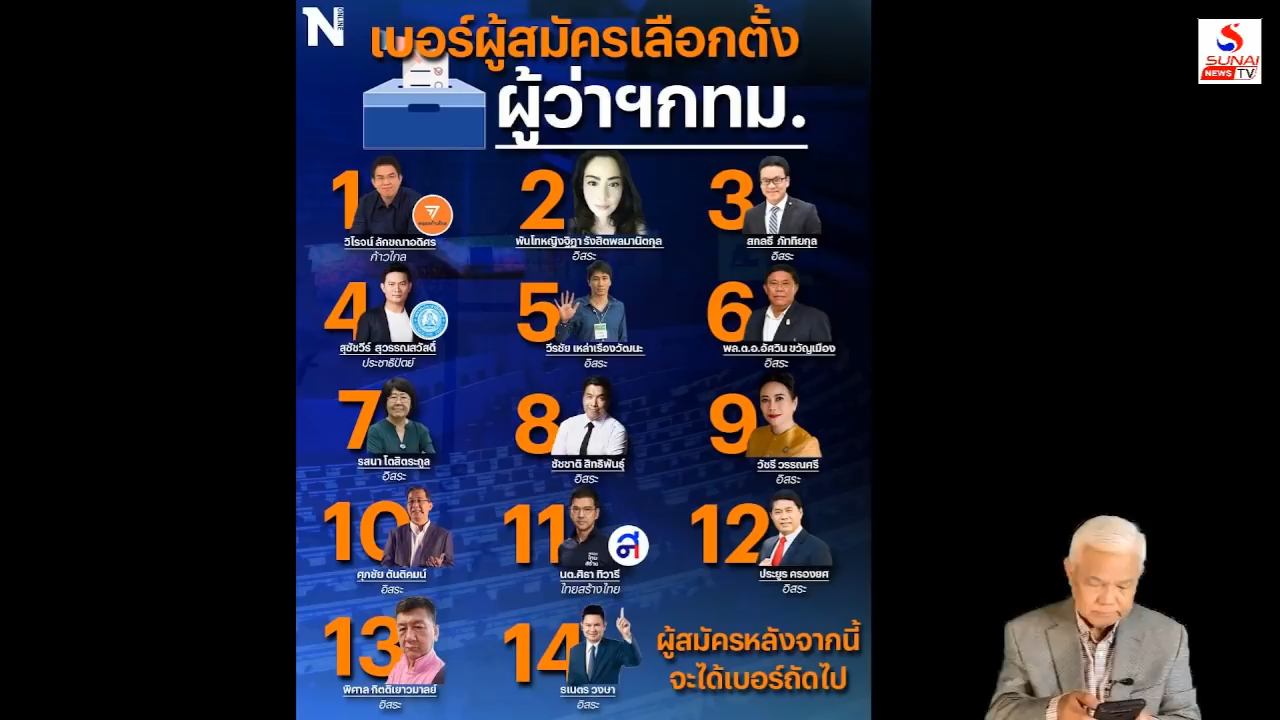 N ONLINE
เบอร์ผู้สมัครเลือกตั้ง
ผู้ว่าฯกทม.
SUNAI
NEWS TV
1
วิโรจน์ ลักขณาอดิศร
ก้าวไกล
2
พันโทหญิงฐิฏา รังสิตพลมานิตกุล
อิสระ
3
สกลธี ภัททิยกุล
อิสระ
4
สุชัชวีร์ สุวรรณสวัสดิ์
ประชาธิปัตย์
5
วีรชัย เหล่าเรืองวัฒนะ
อิสระ
6
พล.ต.อ.อัศวิน ขวัญเมือง
อิสระ
7
รสนา โตสิตระกูล
อิสระ
8
ชัชชาติ สิทธิพันธุ์
อิสระ
9
วัชรี วรรณศรี
อิสระ
10
ศุภชัย ตันติคมน์
อิสระ
11
นต.ศิธา ทิวารี
ไทยสร้างไทย
12
ประยูร ครองยศ
อิสระ
13
พิศาล กิตติเยาวมาลย์
อิสระ
14
ธเนตร วงษา
อิสระ
ผู้สมัครหลังจากนี้
จะได้เบอร์ถัดไป